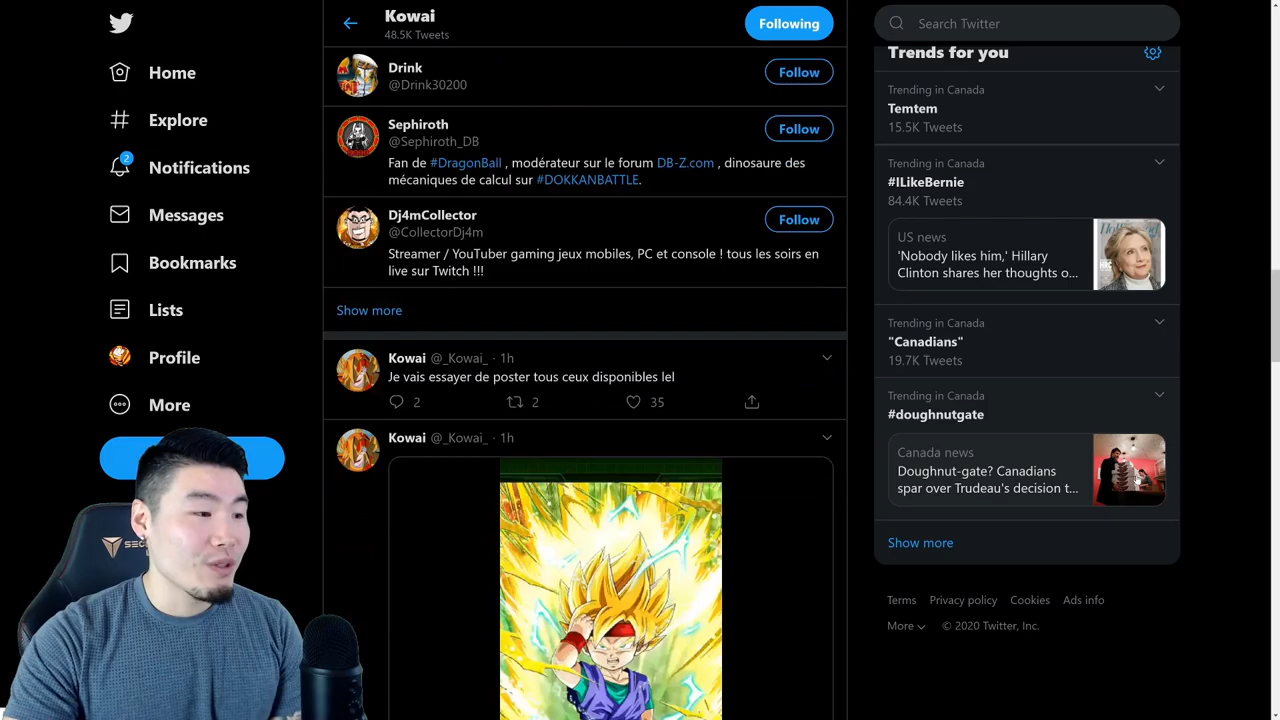 Home
Explore
2
Notifications
Messages
Bookmarks
Lists
Profile
More
Kowai
48.5K Tweets
Following
Drink
@Drink30200
Follow
Sephiroth
@Sephiroth_DB
Follow
Fan de #DragonBall , modérateur sur le forum DB-Z.com , dinosaure des
mécaniques de calcul sur #DOKKANBATTLE.
Dj4mCollector
@CollectorDj4m
Follow
Streamer / YouTuber gaming jeux mobiles, PC et console ! tous les soirs en
live sur Twitch !!!
Show more
Kowai @_Kowai_ · 1h
Je vais essayer de poster tous ceux disponibles lel
2 2 35
Kowai @_Kowai_ · 1h
Search Twitter
Trends for you
Trending in Canada
Temtem
15.5K Tweets
Trending in Canada
#ILikeBernie
84.4K Tweets
US news
'Nobody likes him,' Hillary
Clinton shares her thoughts o...
Trending in Canada
"Canadians"
19.7K Tweets
Trending in Canada
#doughnutgate
Canada news
Doughnut-gate? Canadians
spar over Trudeau's decision t...
Show more
Terms Privacy policy Cookies Ads info
More © 2020 Twitter, Inc.